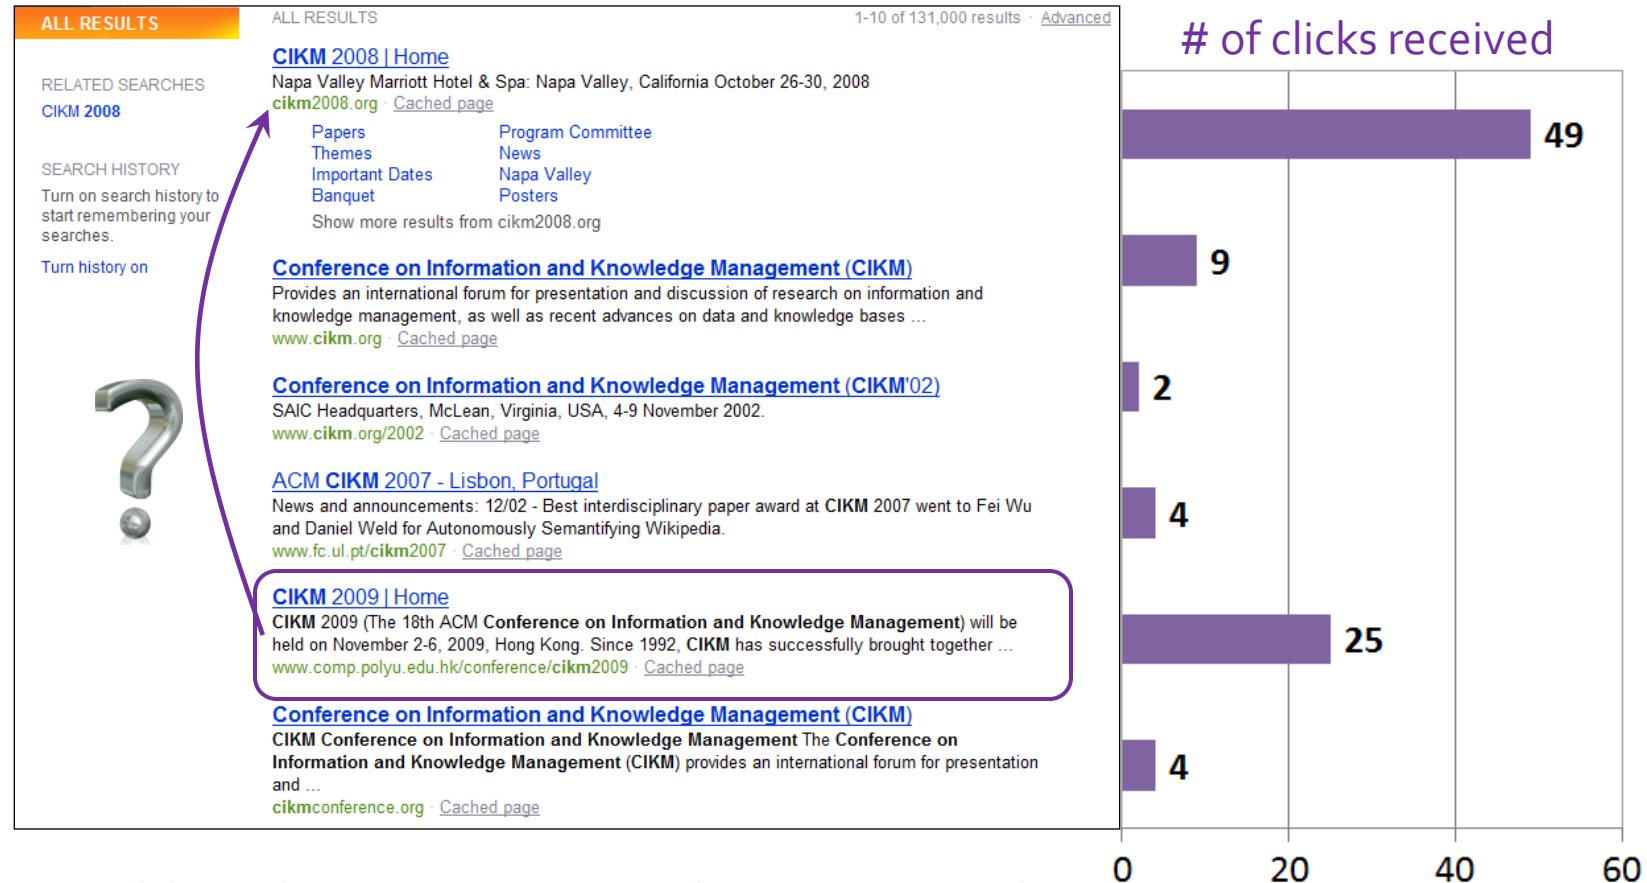 ALL RESULTS
RELATED SEARCHES
CIKM 2008
SEARCH HISTORY
Turn on search history to
start remembering your
searches.
Turn history on
ALL RESULTS
1-10 of 131,000 results · Advanced
CIKM 2008 | Home
Napa Valley Marriott Hotel & Spa: Napa Valley, California October 26-30, 2008
cikm2008.org · Cached page
Papers
Program Committee
Themes
News
Important Dates
Napa Valley
Banquet
Posters
Show more results from cikm2008.org
Conference on Information and Knowledge Management (CIKM)
Provides an international forum for presentation and discussion of research on information and
knowledge management, as well as recent advances on data and knowledge bases ...
www.cikm.org · Cached page
Conference on Information and Knowledge Management (CIKM'02)
SAIC Headquarters, McLean, Virginia, USA, 4-9 November 2002.
www.cikm.org/2002 · Cached page
ACM CIKM 2007 - Lisbon, Portugal
News and announcements: 12/02 - Best interdisciplinary paper award at CIKM 2007 went to Fei Wu
and Daniel Weld for Autonomously Semantifying Wikipedia.
www.fc.ul.pt/cikm2007 · Cached page
CIKM 2009 | Home
CIKM 2009 (The 18th ACM Conference on Information and Knowledge Management) will be
held on November 2-6, 2009, Hong Kong. Since 1992, CIKM has successfully brought together ...
www.comp.polyu.edu.hk/conference/cikm2009 · Cached page
Conference on Information and Knowledge Management (CIKM)
CIKM Conference on Information and Knowledge Management The Conference on
Information and Knowledge Management (CIKM) provides an international forum for presentation
and ...
cikmconference.org · Cached page
# of clicks received
49
9
2
4
25
4
0 20 40 60
?